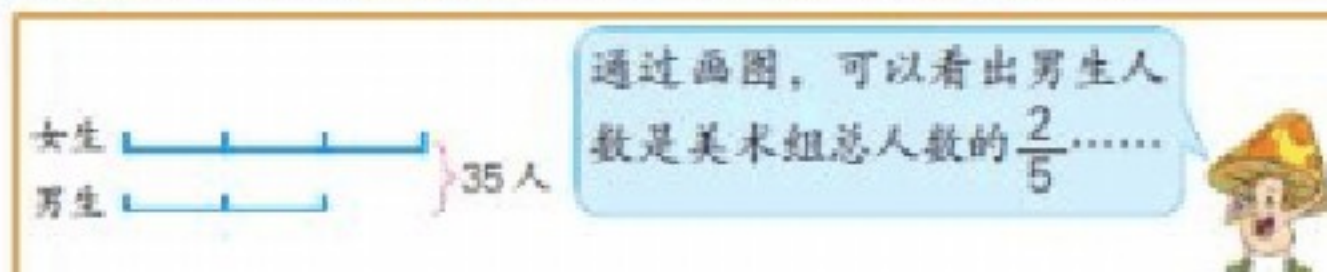 通过画图，可以看出男生人
数是美术组总人数的2/5……
女生
35人
男生